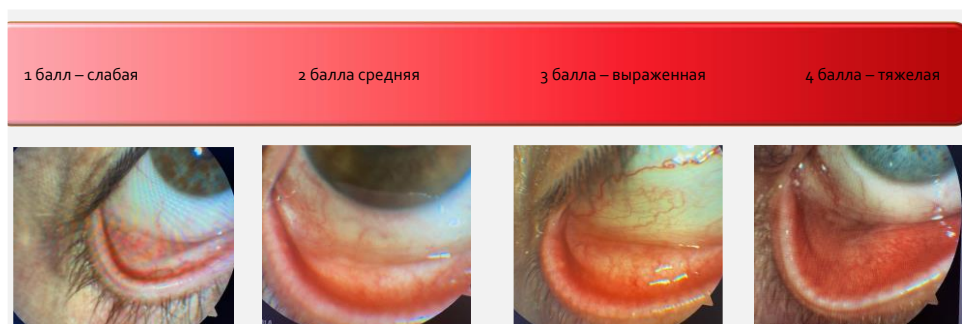 1 балл – слабая
2 балла средняя
3 балла – выраженная
4 балла – тяжелая